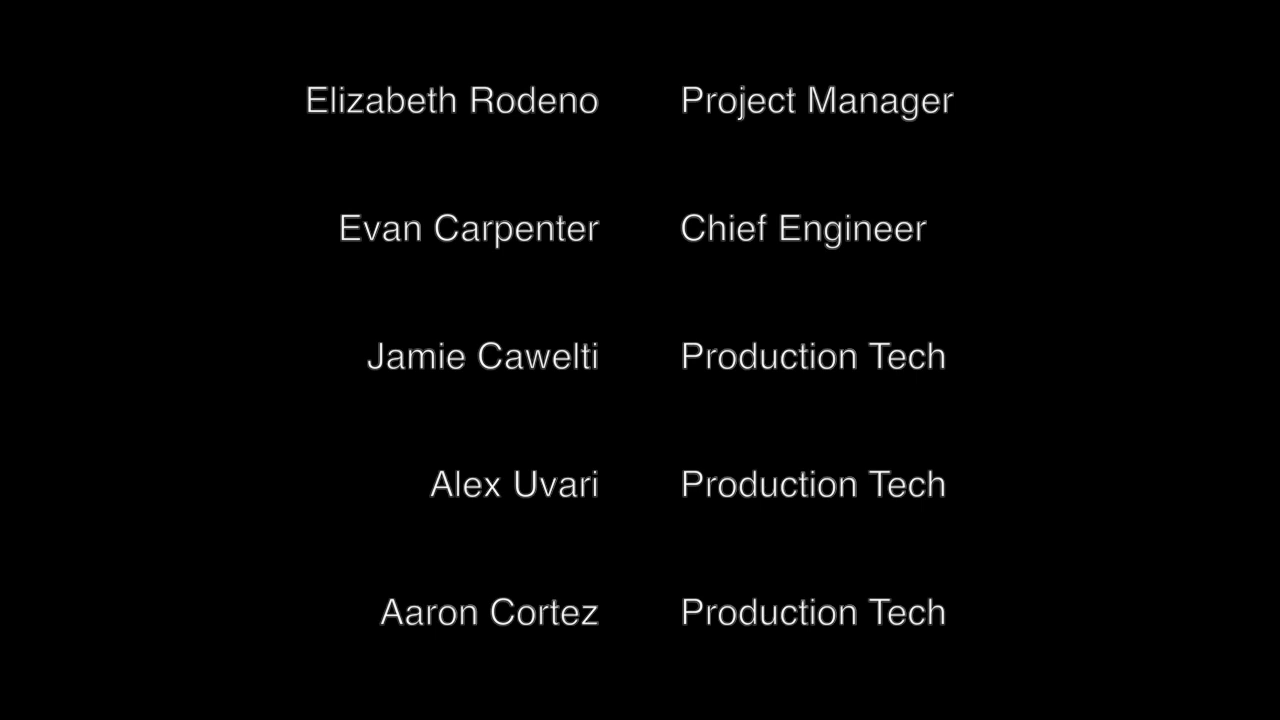 Elizabeth Rodeno Project Manager
Evan Carpenter Chief Engineer
Jamie Cawelti Production Tech
Alex Uvari Production Tech
Aaron Cortez Production Tech